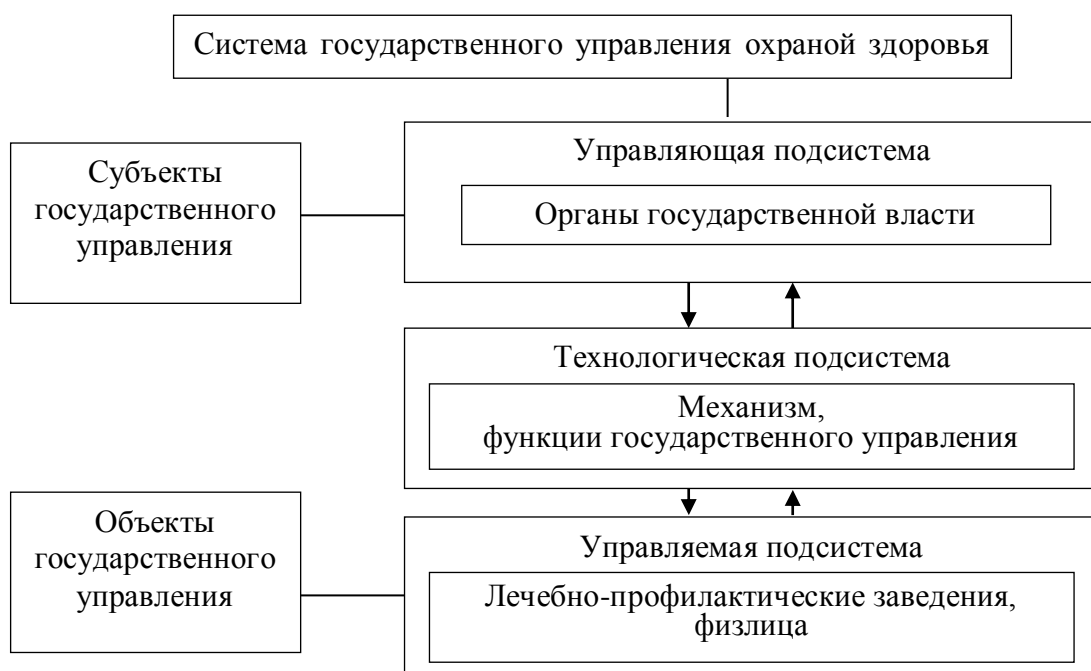 Система государственного управления охраной здоровья
Управляющая подсистема
Органы государственной власти
Субъекты
государственного
управления
Технологическая подсистема
Механизм,
функции государственного управления
Управляемая подсистема
Лечебно-профилактические заведения,
физлица
Объекты
государственного
управления